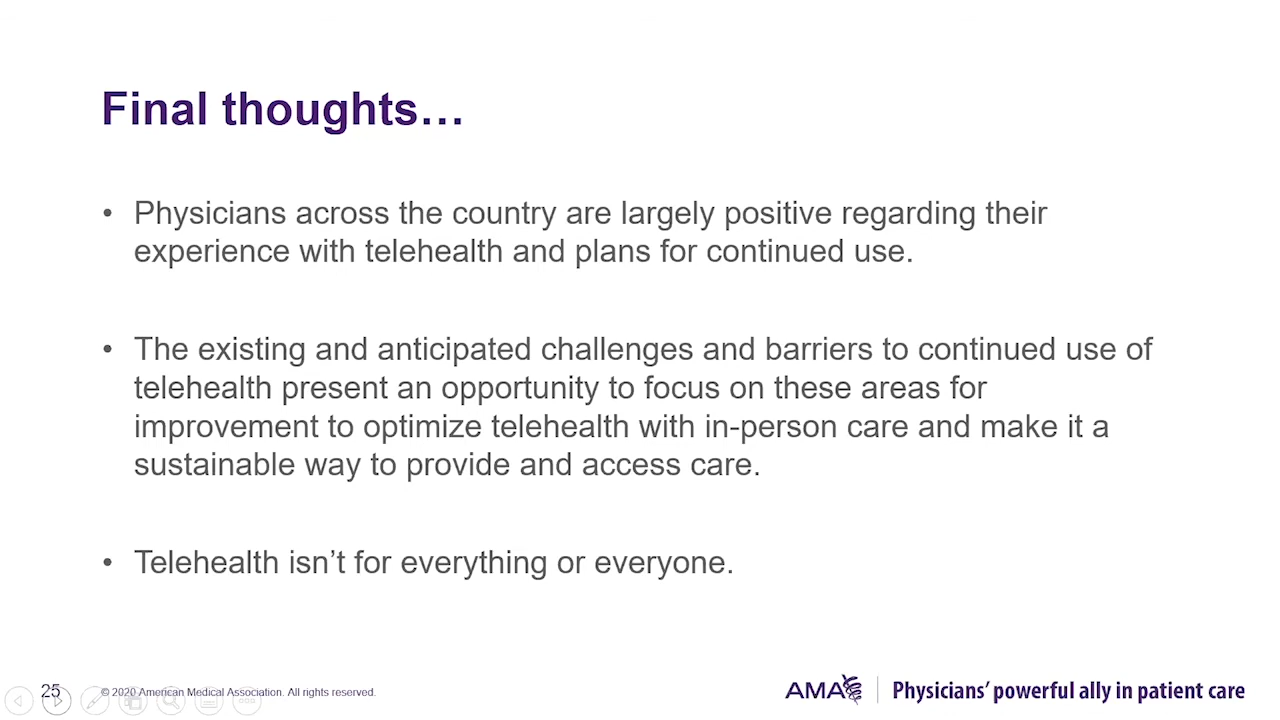 Final thoughts…
• Physicians across the country are largely positive regarding their
experience with telehealth and plans for continued use.
• The existing and anticipated challenges and barriers to continued use of
telehealth present an opportunity to focus on these areas for
improvement to optimize telehealth with in-person care and make it a
sustainable way to provide and access care.
• Telehealth isn’t for everything or everyone.
25
© 2020 American Medical Association. All rights reserved.
AMA
Physicians’ powerful ally in patient care